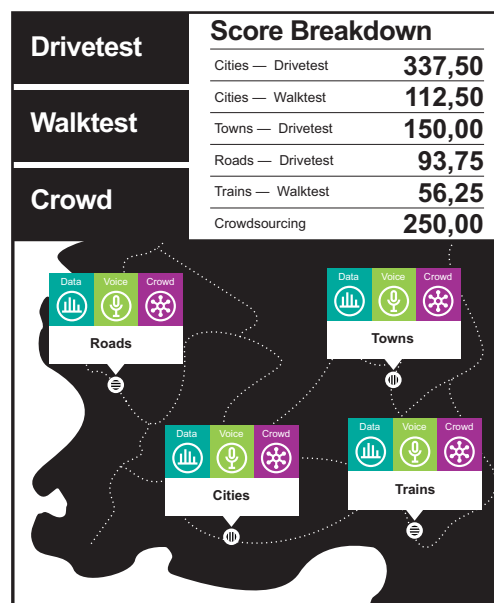 Drivetest
Walktest
Crowd
Score Breakdown
Cities — Drivetest 337,50
Cities — Walktest 112,50
Towns — Drivetest 150,00
Roads — Drivetest 93,75
Trains — Walktest 56,25
Crowdsourcing 250,00
Data Voice Crowd
Roads
Data Voice Crowd
Towns
Data Voice Crowd
Cities
Data Voice Crowd
Trains